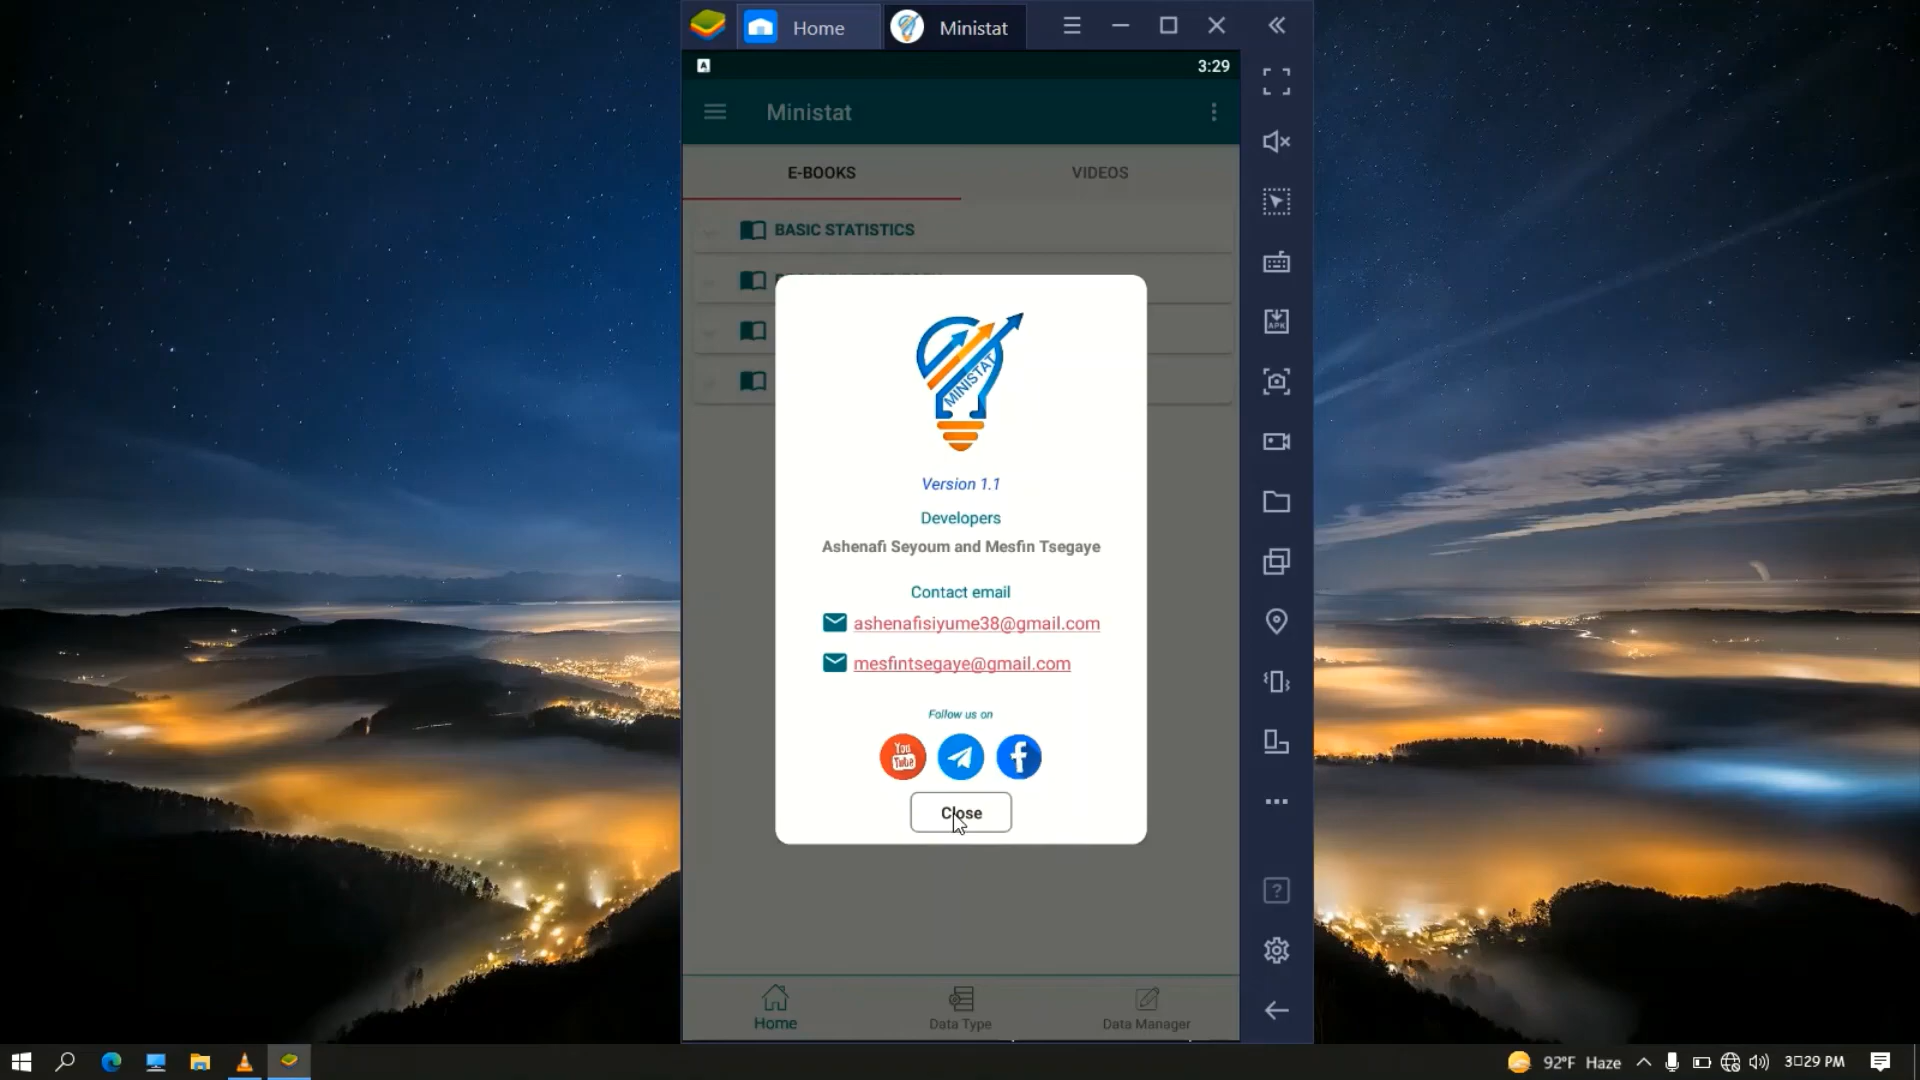 Home
Ministat
3:29
Ministat
E-BOOKS
VIDEOS
BASIC STATISTICS
MINISTAT
Version 1.1
Developers
Ashenafi Seyoum and Mesfin Tsegaye
Contact email
ashenafisiyume38@gmail.com
mesfintsegaye@gmail.com
Follow us on
You
Tube
Close
Home
Data Type
Data Manager
APK
92°F Haze
3:29 PM